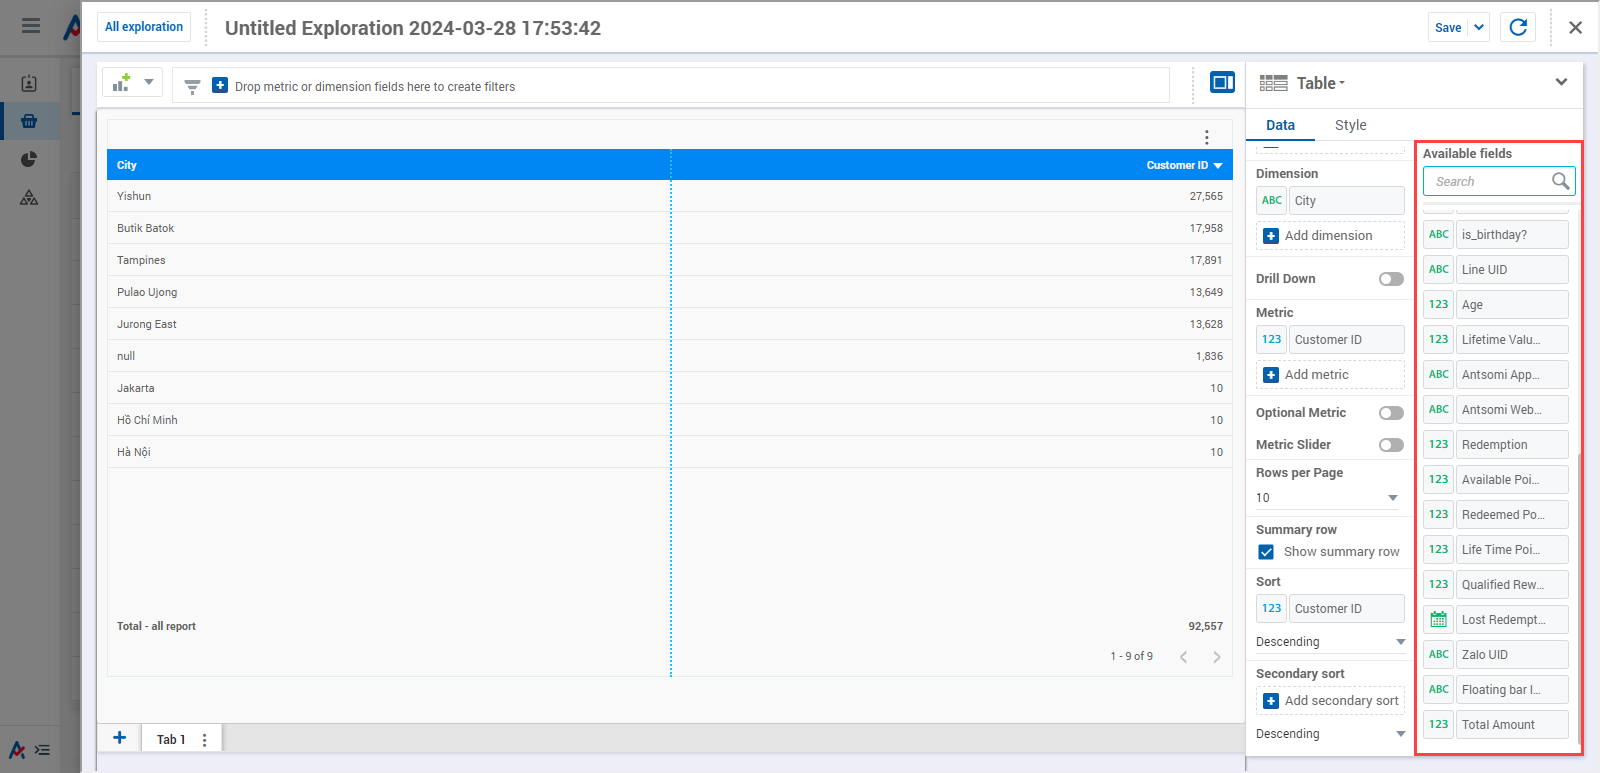 All exploration
Untitled Exploration 2024-03-28 17:53:42
Save
Drop metric or dimension fields here to create filters
City
Customer ID
Yishun
27,565
Butik Batok
17,958
Tampines
17,891
Pulao Ujong
13,649
Jurong East
13,628
null
1,836
Jakarta
10
Hồ Chí Minh
10
Hà Nội
10
Total - all report
92,557
1 - 9 of 9
Tab 1
Table
Data
Style
Dimension
ABC
City
Add dimension
Drill Down
Metric
123
Customer ID
Add metric
Optional Metric
Metric Slider
Rows per Page
10
Summary row
Show summary row
Sort
123
Customer ID
Descending
Secondary sort
Add secondary sort
Descending
Available fields
Search
ABC
is_birthday?
ABC
Line UID
123
Age
123
Lifetime Valu...
ABC
Antsomi App...
ABC
Antsomi Web...
123
Redemption
123
Available Poi...
123
Redeemed Po...
123
Life Time Poi...
123
Qualified Rew...
Lost Redempt...
ABC
Zalo UID
ABC
Floating bar I...
123
Total Amount